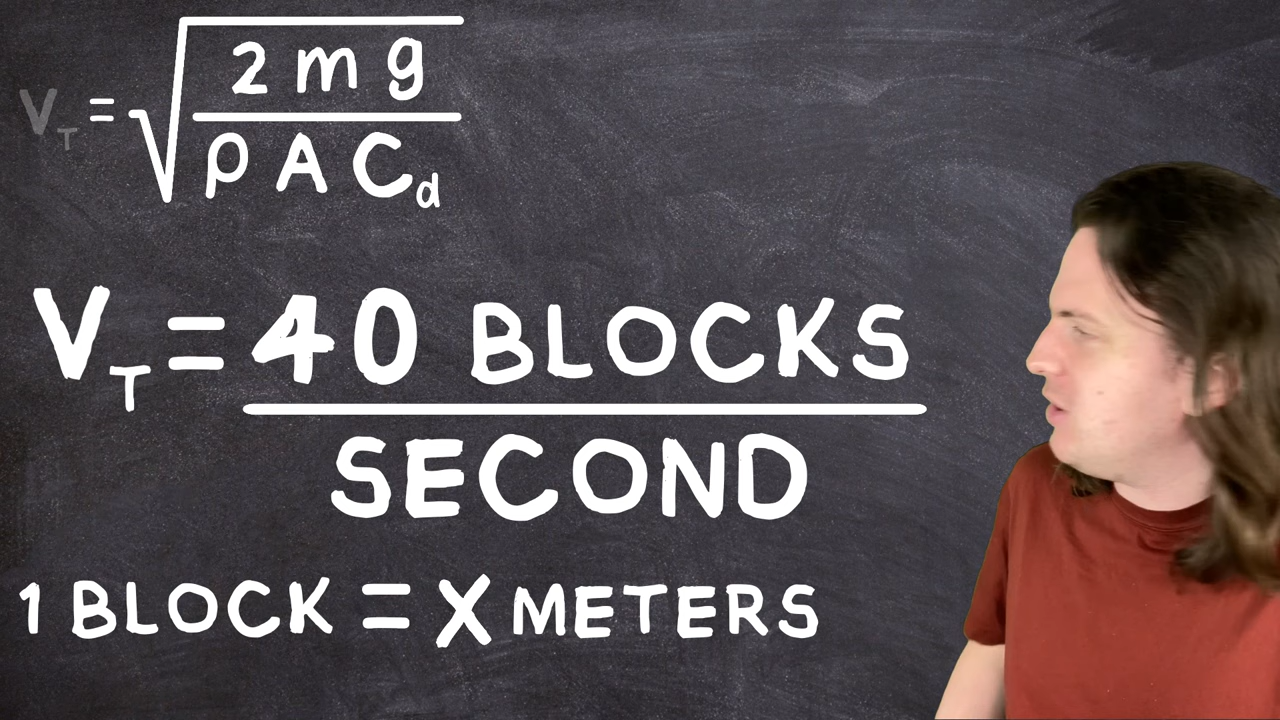 V_T = √(2 m g / ρ A C_d)
V_T = 40 BLOCKS
SECOND
1 BLOCK = X METERS